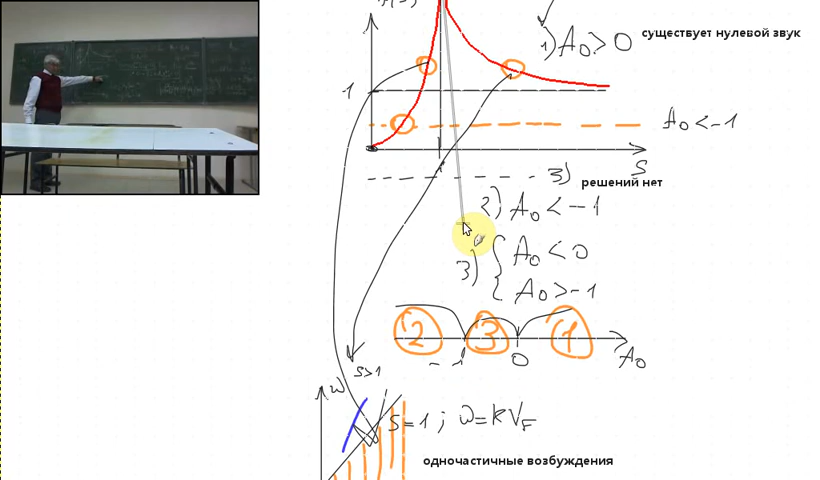 1) A₀ > 0
существует нулевой звук
1
A₀ < -1
S
3)
решений нет
2) A₀ < -1
3) { A₀ < 0
A₀ > -1
2 3 1
-1 0 A₀
S>1
ω
S=1 ; ω=kV_F
одночастичные возбуждения